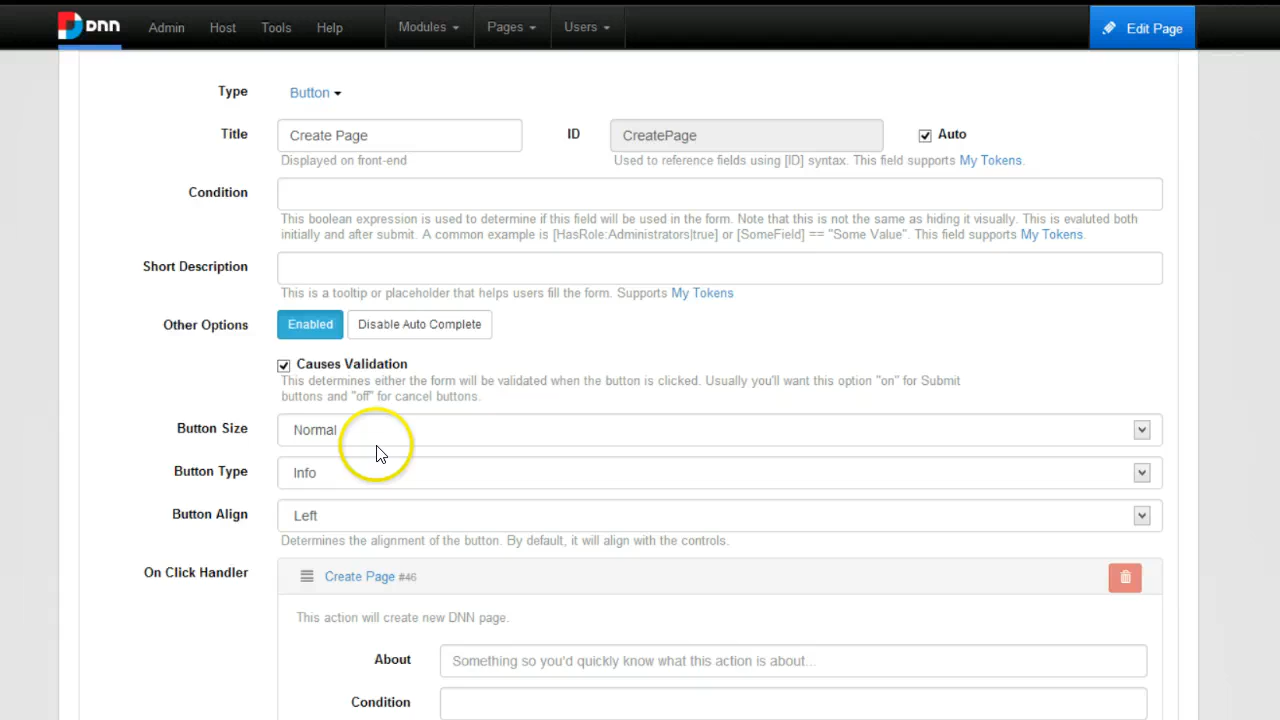 DNN Admin Host Tools Help Modules Pages Users Edit Page
Type Button
Title Create Page ID CreatePage Auto
Displayed on front-end Used to reference fields using [ID] syntax. This field supports My Tokens.
Condition
This boolean expression is used to determine if this field will be used in the form. Note that this is not the same as hiding it visually. This is evaluted both
initially and after submit. A common example is [HasRole:Administrators|true] or [SomeField] == "Some Value". This field supports My Tokens.
Short Description
This is a tooltip or placeholder that helps users fill the form. Supports My Tokens
Other Options Enabled Disable Auto Complete
Causes Validation
This determines either the form will be validated when the button is clicked. Usually you'll want this option "on" for Submit
buttons and "off" for cancel buttons.
Button Size Normal
Button Type Info
Button Align Left
Determines the alignment of the button. By default, it will align with the controls.
On Click Handler Create Page #46
This action will create new DNN page.
About Something so you'd quickly know what this action is about...
Condition